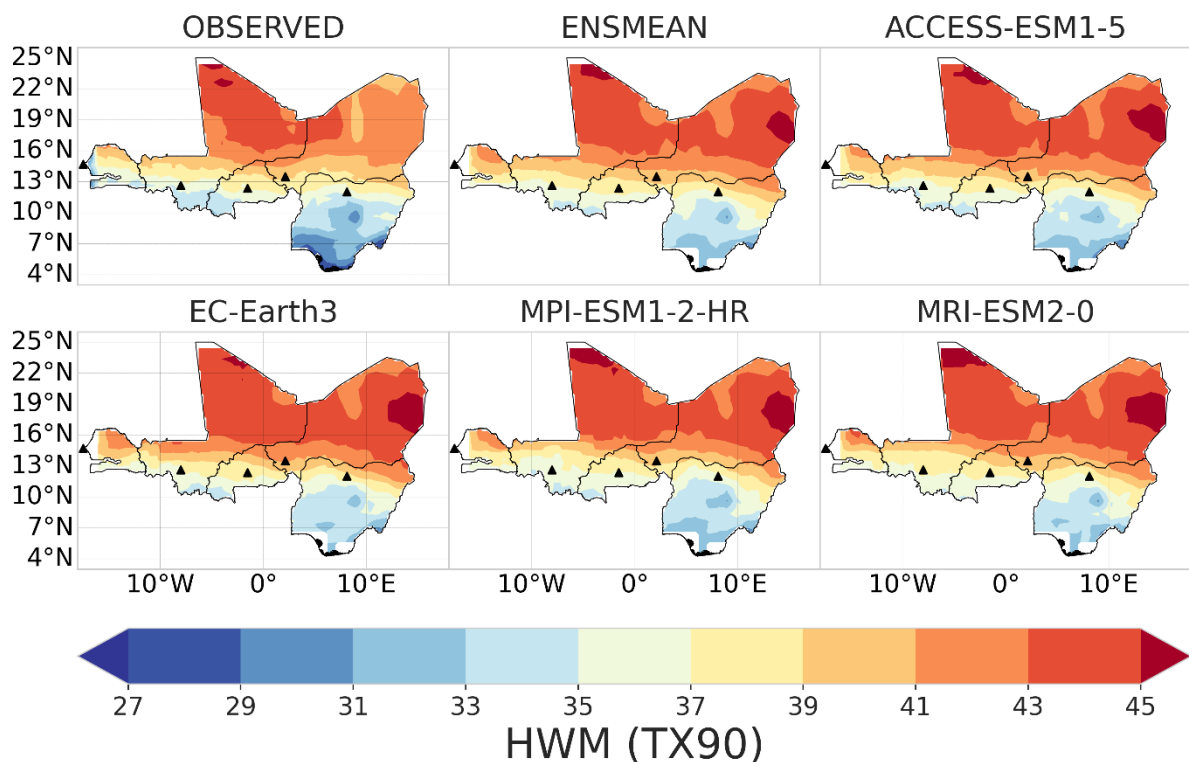 OBSERVED ENSMEAN ACCESS-ESM1-5
25°N
22°N
19°N
16°N
13°N
10°N
7°N
4°N
EC-Earth3 MPI-ESM1-2-HR MRI-ESM2-0
25°N
22°N
19°N
16°N
13°N
10°N
7°N
4°N
10°W 0° 10°E 10°W 0° 10°E 10°W 0° 10°E
27 29 31 33 35 37 39 41 43 45
HWM (TX90)